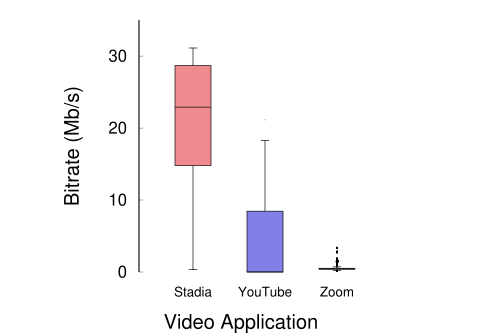 Bitrate (Mb/s)
30
20
10
0
Stadia YouTube Zoom
Video Application